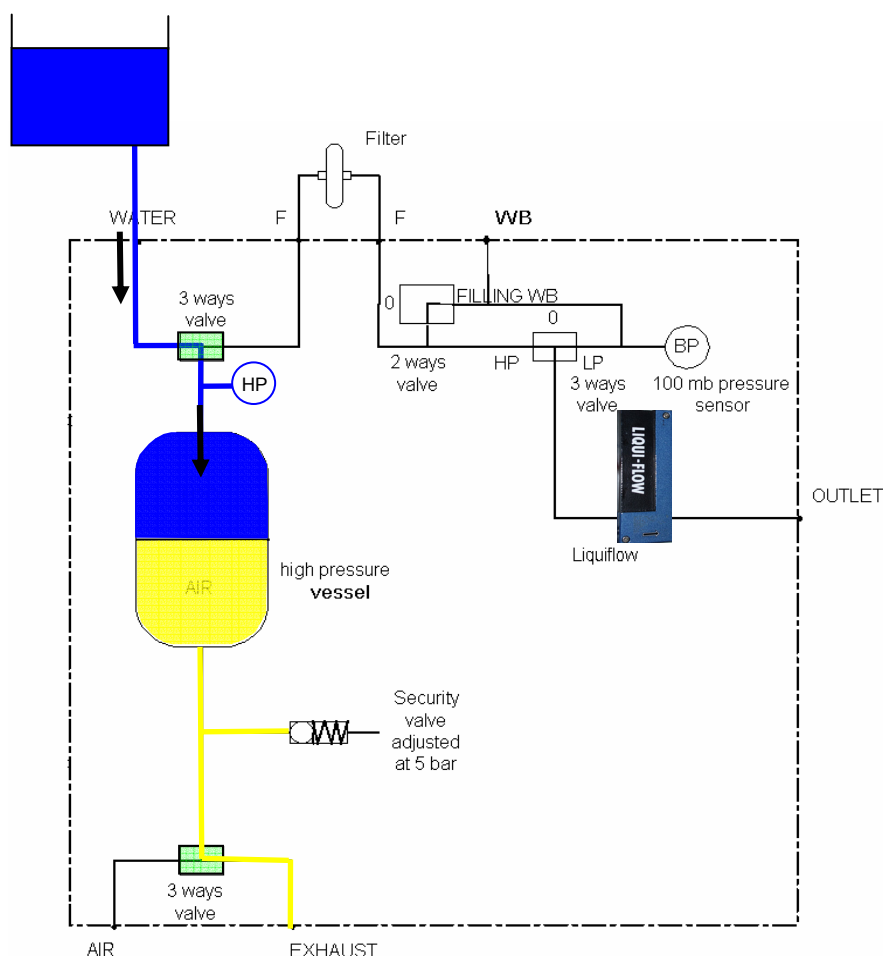 Filter
WATER
F
F
WB
3 ways
valve
0
FILLING WB
0
HP
2 ways
valve
HP
LP
3 ways
valve
BP
100 mb pressure
sensor
LIQUI-FLOW
OUTLET
Liquiflow
AIR
high pressure
vessel
Security
valve
adjusted
at 5 bar
3 ways
valve
AIR
EXHAUST